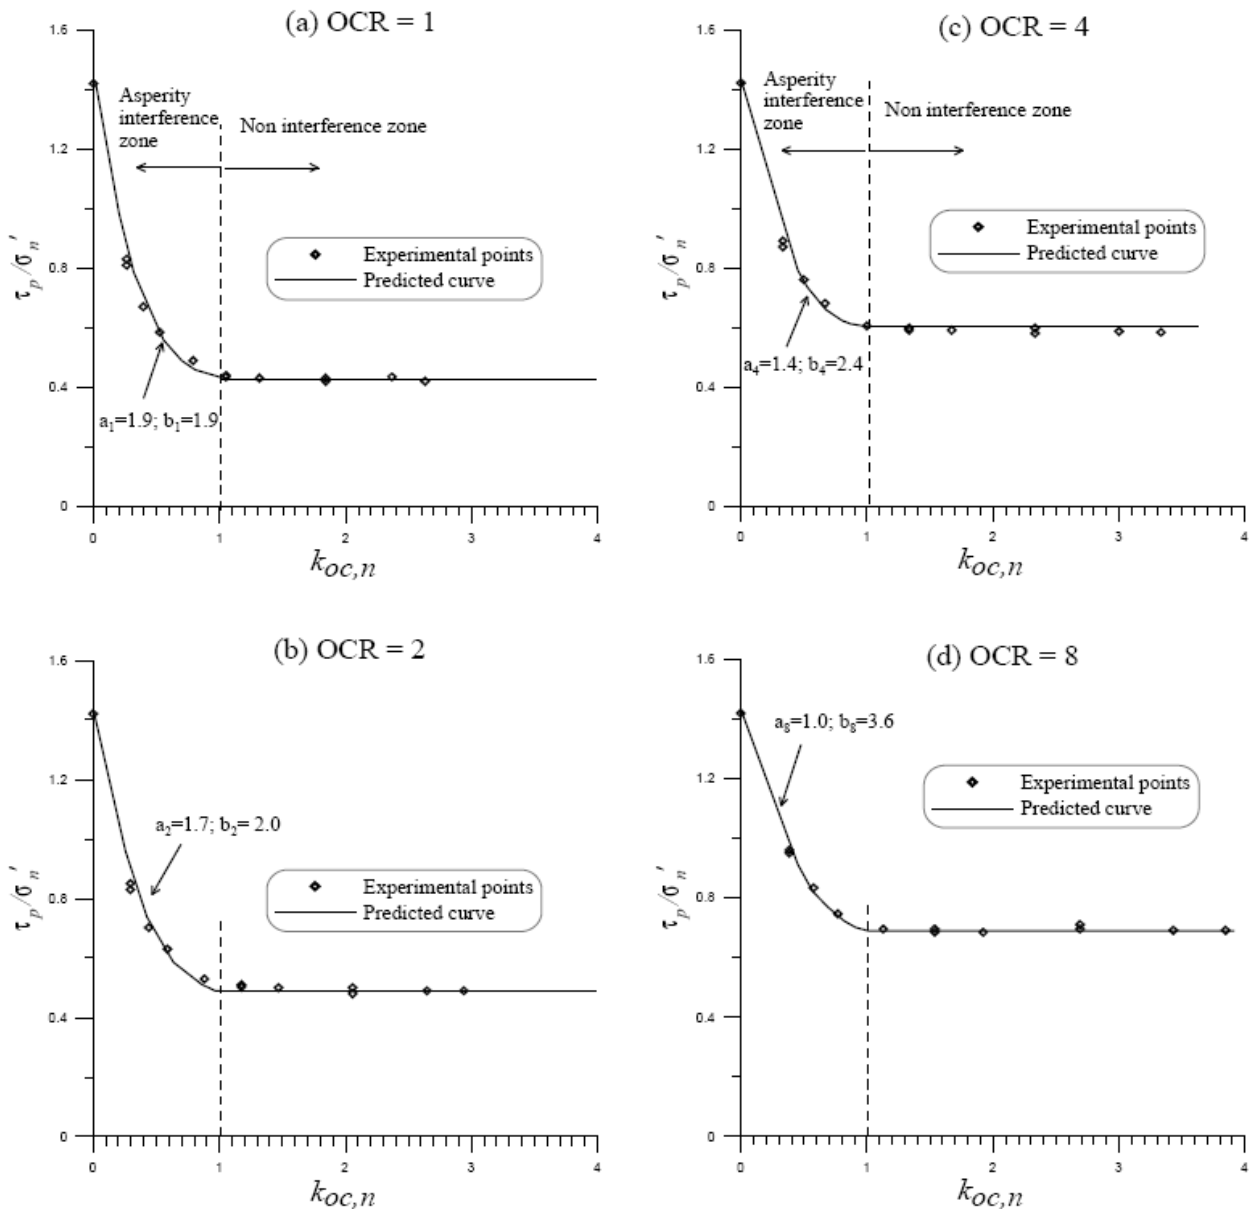 (a) OCR = 1
1.6
1.2
0.8
0.4
0
τp/σn′
Asperity
interference
zone
Non interference zone
Experimental points
Predicted curve
a1=1.9; b1=1.9
0 1 2 3 4
koc,n
(c) OCR = 4
1.6
1.2
0.8
0.4
0
τp/σn′
Asperity
interference
zone
Non interference zone
Experimental points
Predicted curve
a4=1.4; b4=2.4
0 1 2 3 4
koc,n
(b) OCR = 2
1.6
1.2
0.8
0.4
0
τp/σn′
a2=1.7; b2= 2.0
Experimental points
Predicted curve
0 1 2 3 4
koc,n
(d) OCR = 8
1.6
1.2
0.8
0.4
0
τp/σn′
a8=1.0; b8=3.6
Experimental points
Predicted curve
0 1 2 3 4
koc,n